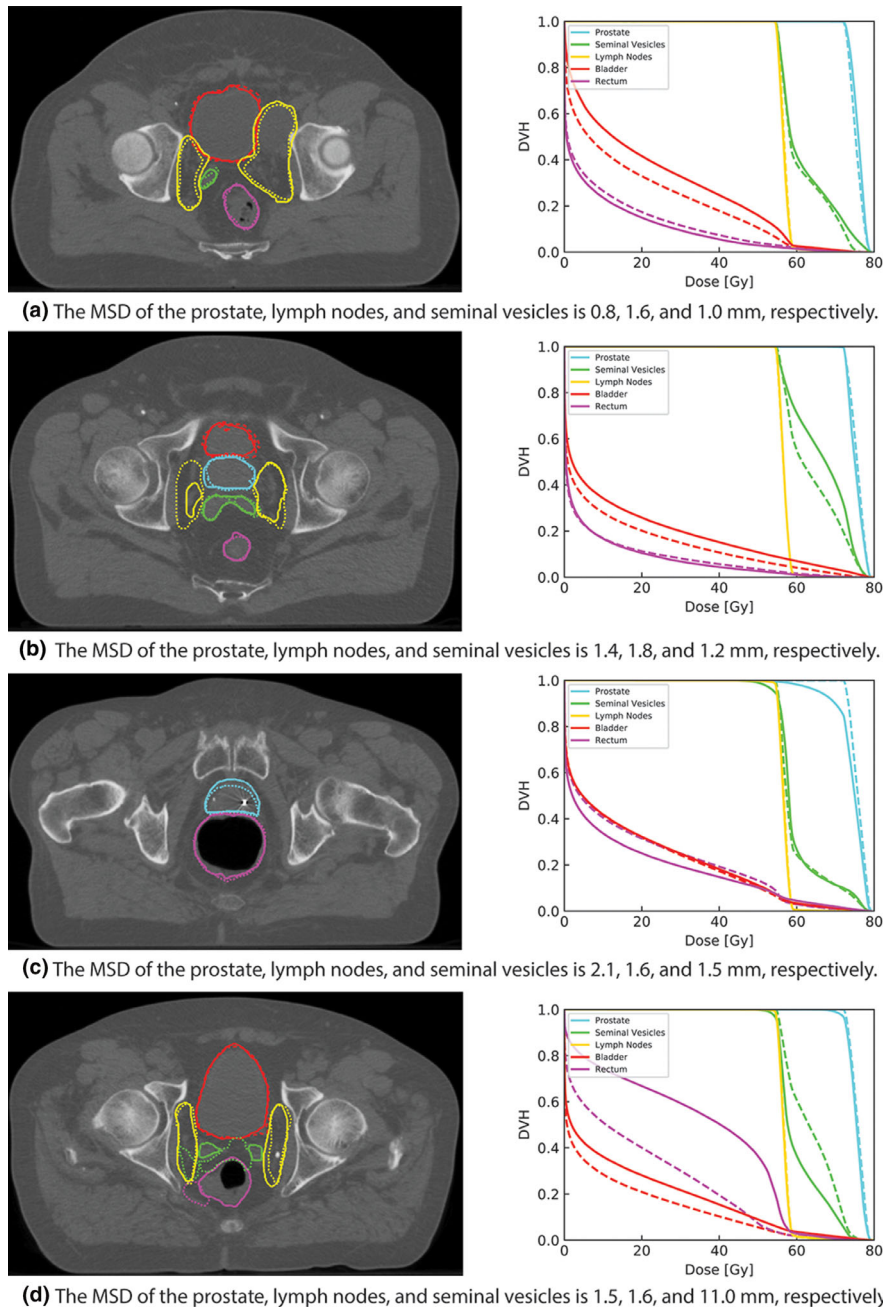 1.0
0.8
0.6
0.4
0.2
0.0
DVH
Prostate
Seminal Vesicles
Lymph Nodes
Bladder
Rectum
0 20 40 60 80
Dose [Gy]
(a) The MSD of the prostate, lymph nodes, and seminal vesicles is 0.8, 1.6, and 1.0 mm, respectively.
1.0
0.8
0.6
0.4
0.2
0.0
DVH
Prostate
Seminal Vesicles
Lymph Nodes
Bladder
Rectum
0 20 40 60 80
Dose [Gy]
(b) The MSD of the prostate, lymph nodes, and seminal vesicles is 1.4, 1.8, and 1.2 mm, respectively.
1.0
0.8
0.6
0.4
0.2
0.0
DVH
Prostate
Seminal Vesicles
Lymph Nodes
Bladder
Rectum
0 20 40 60 80
Dose [Gy]
(c) The MSD of the prostate, lymph nodes, and seminal vesicles is 2.1, 1.6, and 1.5 mm, respectively.
1.0
0.8
0.6
0.4
0.2
0.0
DVH
Prostate
Seminal Vesicles
Lymph Nodes
Bladder
Rectum
0 20 40 60 80
Dose [Gy]
(d) The MSD of the prostate, lymph nodes, and seminal vesicles is 1.5, 1.6, and 11.0 mm, respectively